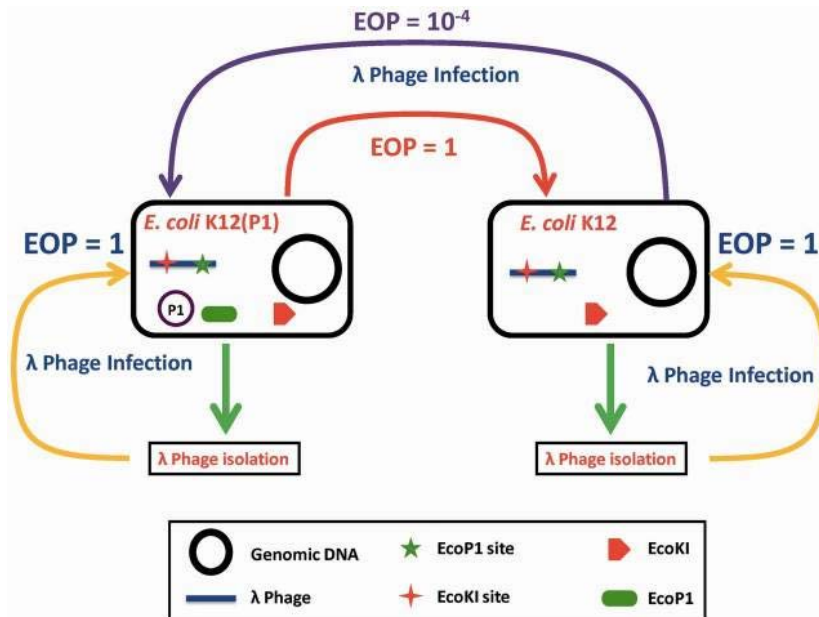 EOP = 10⁻⁴
λ Phage Infection
EOP = 1
E. coli K12(P1)
E. coli K12
EOP = 1
EOP = 1
P1
λ Phage Infection
λ Phage Infection
λ Phage isolation
λ Phage isolation
Genomic DNA
EcoP1 site
EcoKI
λ Phage
EcoKI site
EcoP1